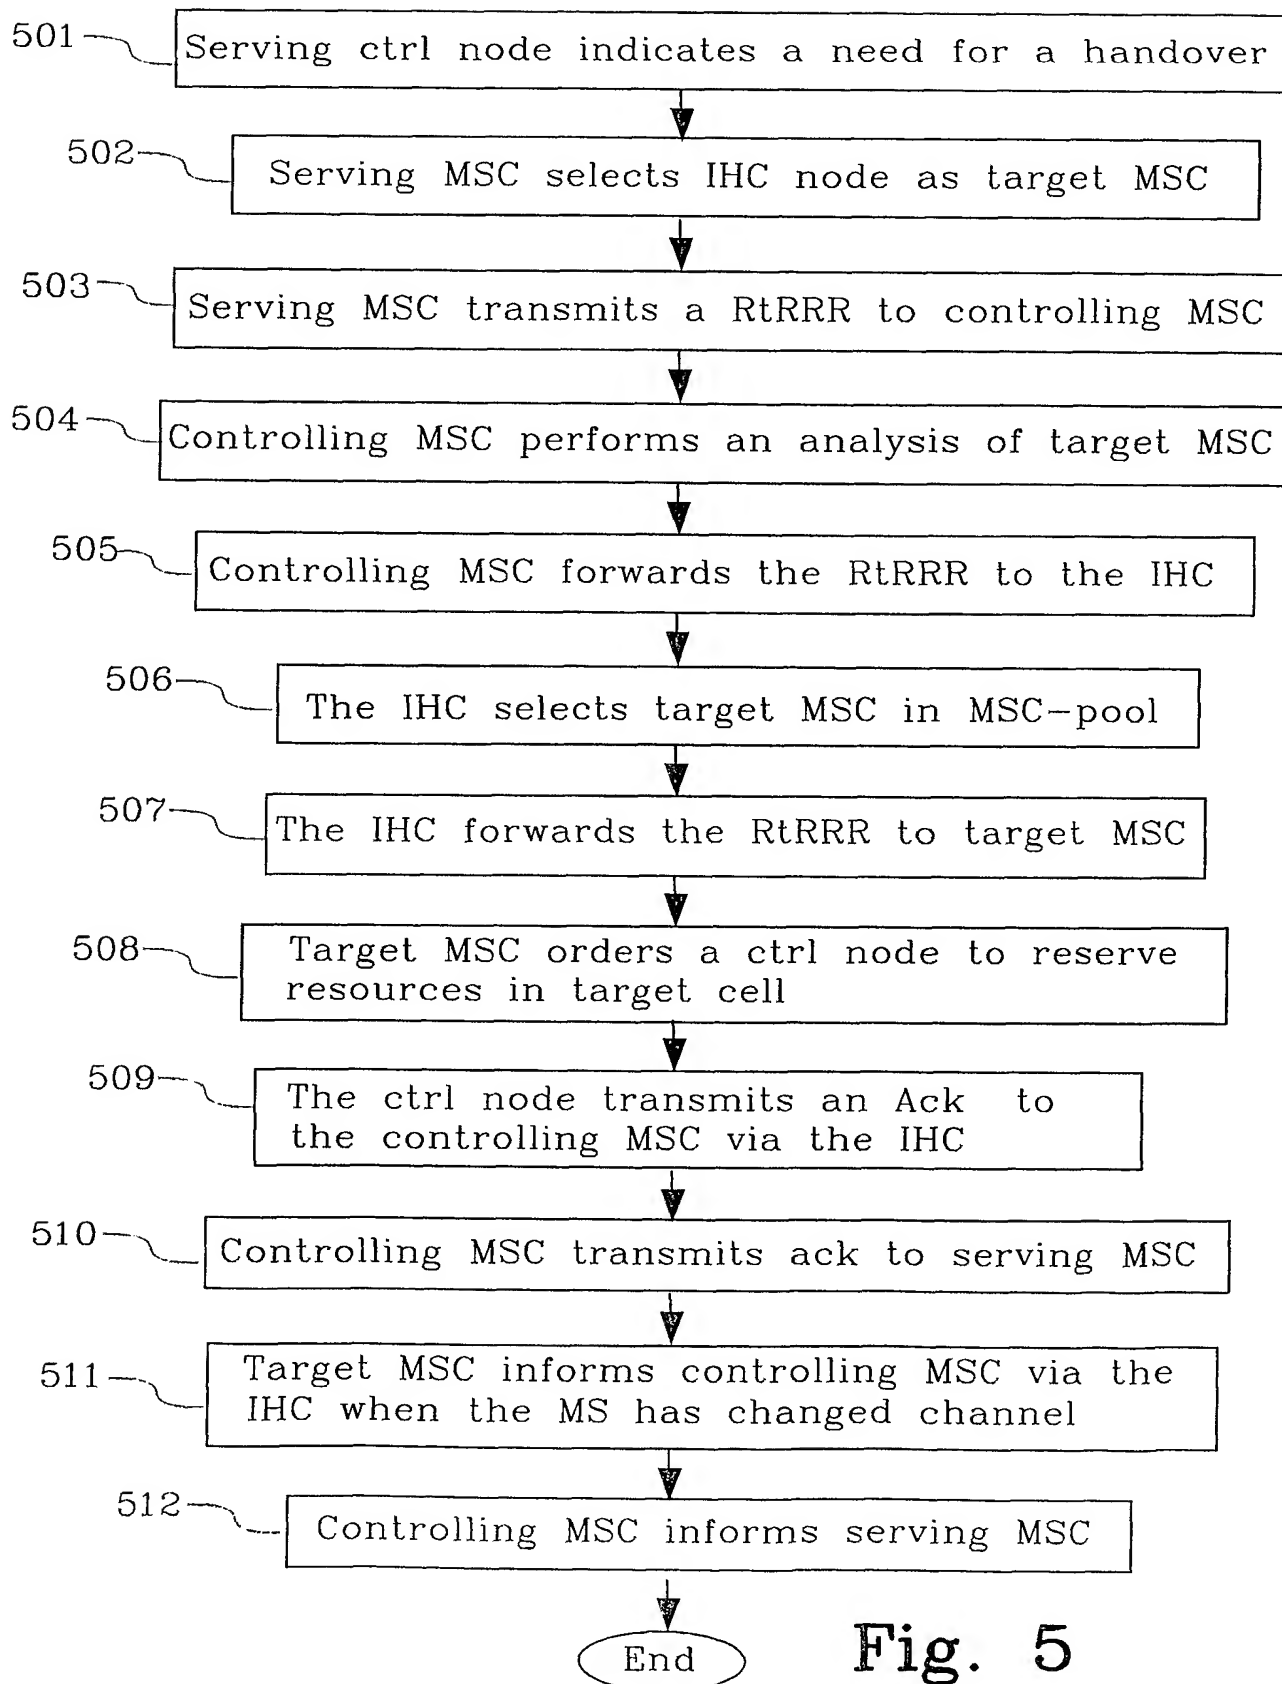 501
Serving ctrl node indicates a need for a handover
502
Serving MSC selects IHC node as target MSC
503
Serving MSC transmits a RtRRR to controlling MSC
504
Controlling MSC performs an analysis of target MSC
505
Controlling MSC forwards the RtRRR to the IHC
506
The IHC selects target MSC in MSC-pool
507
The IHC forwards the RtRRR to target MSC
508
Target MSC orders a ctrl node to reserve
resources in target cell
509
The ctrl node transmits an Ack to
the controlling MSC via the IHC
510
Controlling MSC transmits ack to serving MSC
511
Target MSC informs controlling MSC via the
IHC when the MS has changed channel
512
Controlling MSC informs serving MSC
End
Fig. 5